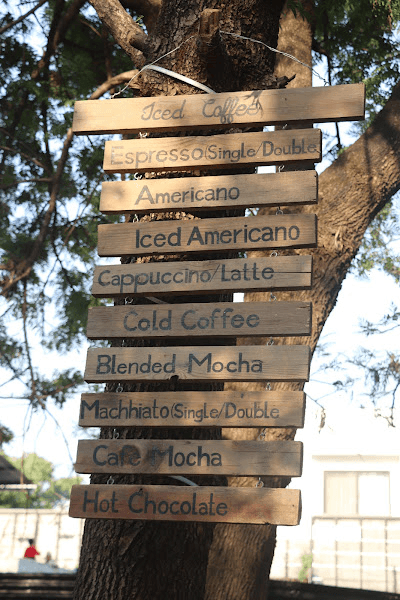 Iced Coffee
Espresso(Single/Double
Americano
Iced Americano
Cappuccino/Latte
Cold Coffee
Blended Mocha
Machhiato(Single/Double
Cafe Mocha
Hot Chocolate